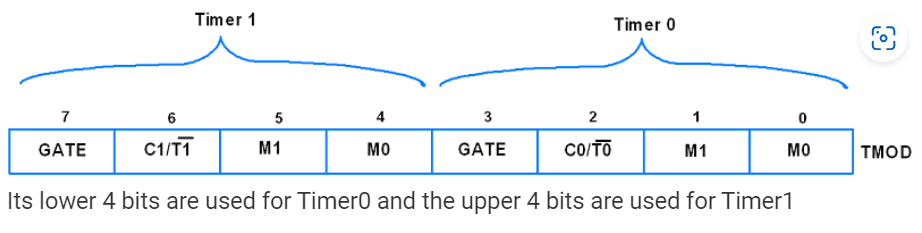 Timer 1 Timer 0
7 6 5 4 3 2 1 0
GATE C1/T̅1̅ M1 M0 GATE C0/T̅0̅ M1 M0 TMOD
Its lower 4 bits are used for Timer0 and the upper 4 bits are used for Timer1